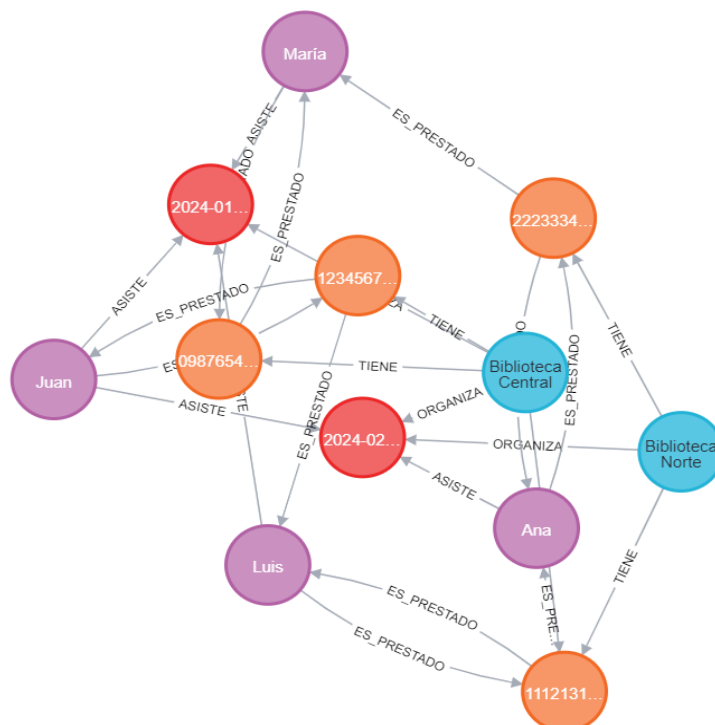 María
ASISTE
TADO
ES_PRESTADO
ES_PRESTADO
2024-01...
2223334...
1234567...
ASISTE
ES_PRESTADO
TIENE
TIENE
ES_PRESTADO
0987654...
TIENE
Biblioteca
Central
Juan
ASISTE
ES_PRESTADO
2024-02...
ORGANIZA
ORGANIZA
Biblioteca
Norte
ASISTE
Ana
TIENE
Luis
ES_PRESTADO
ES_PRE...
ES_PRESTADO
1112131...